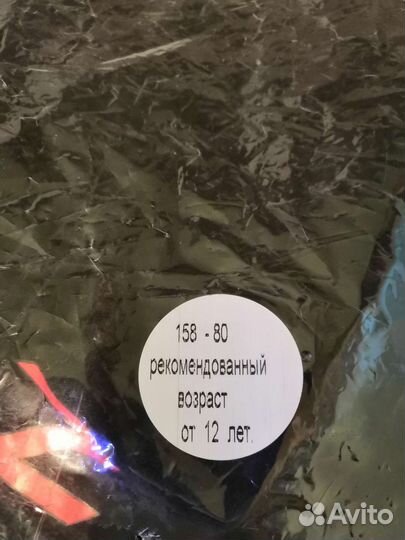 158 - 80
рекомендованный
возраст
от 12 лет.
Avito